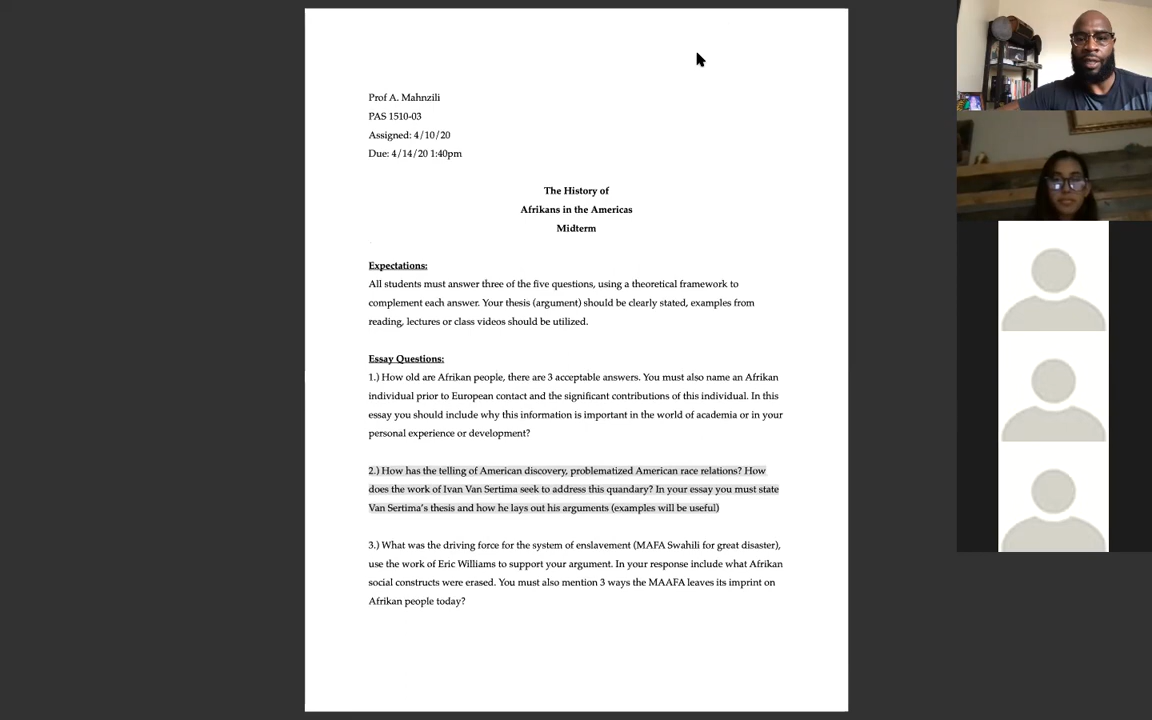 Prof A. Mahnzili
PAS 1510-03
Assigned: 4/10/20
Due: 4/14/20 1:40pm
The History of
Afrikans in the Americas
Midterm
Expectations:
All students must answer three of the five questions, using a theoretical framework to
complement each answer. Your thesis (argument) should be clearly stated, examples from
reading, lectures or class videos should be utilized.
Essay Questions:
1.) How old are Afrikan people, there are 3 acceptable answers. You must also name an Afrikan
individual prior to European contact and the significant contributions of this individual. In this
essay you should include why this information is important in the world of academia or in your
personal experience or development?
2.) How has the telling of American discovery, problematized American race relations? How
does the work of Ivan Van Sertima seek to address this quandary? In your essay you must state
Van Sertima's thesis and how he lays out his arguments (examples will be useful)
3.) What was the driving force for the system of enslavement (MAFA Swahili for great disaster),
use the work of Eric Williams to support your argument. In your response include what Afrikan
social constructs were erased. You must also mention 3 ways the MAAFA leaves its imprint on
Afrikan people today?